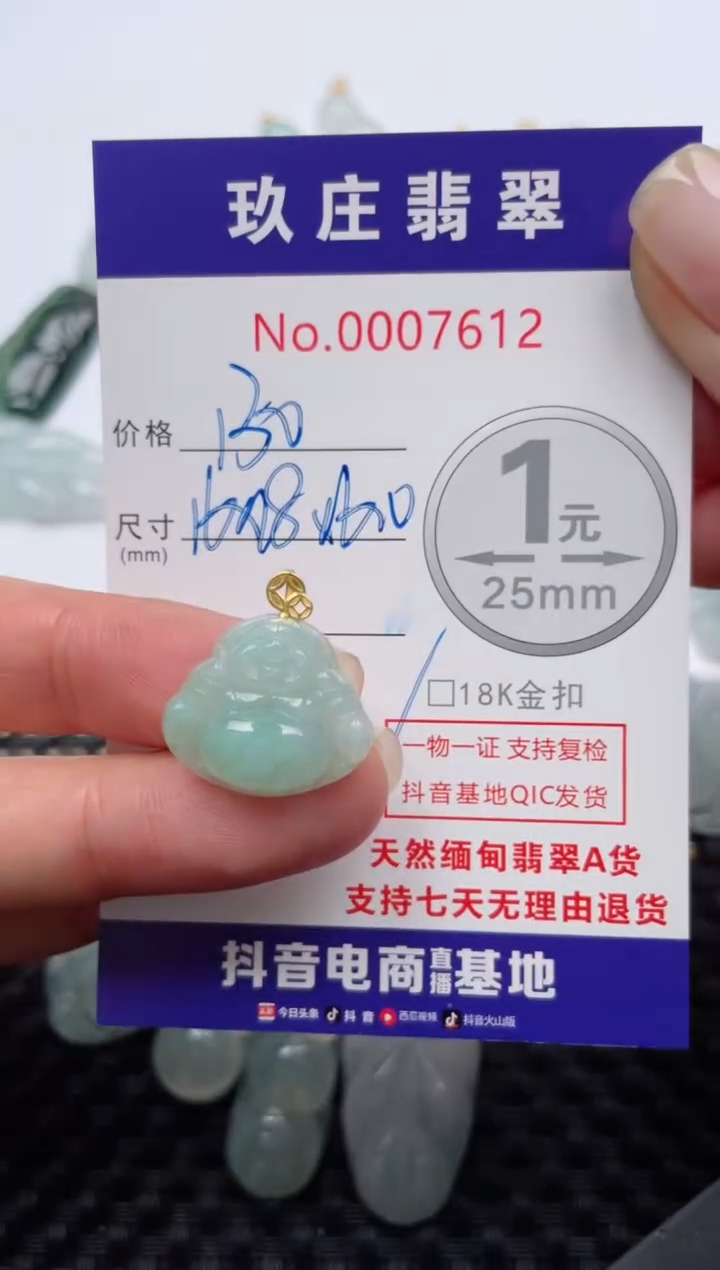 玖庄翡翠
No.0007612
价格 130
尺寸
(mm)
1元
25mm
□18K金扣
一物一证 支持复检
抖音基地QIC发货
天然缅甸翡翠A货
支持七天无理由退货
抖音电商直播基地
今日头条 抖音 西瓜视频 抖音火山版